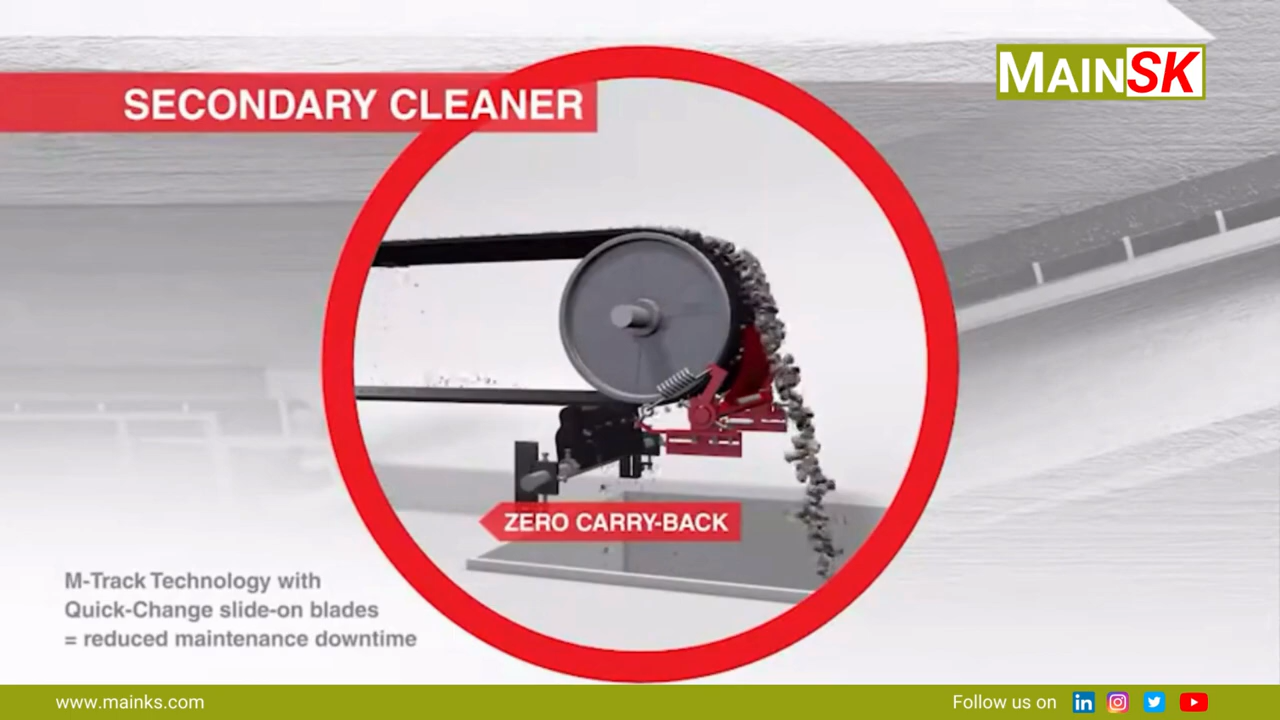 MAINSK
SECONDARY CLEANER
ZERO CARRY-BACK
M-Track Technology with
Quick-Change slide-on blades
= reduced maintenance downtime
www.mainks.com
Follow us on
in